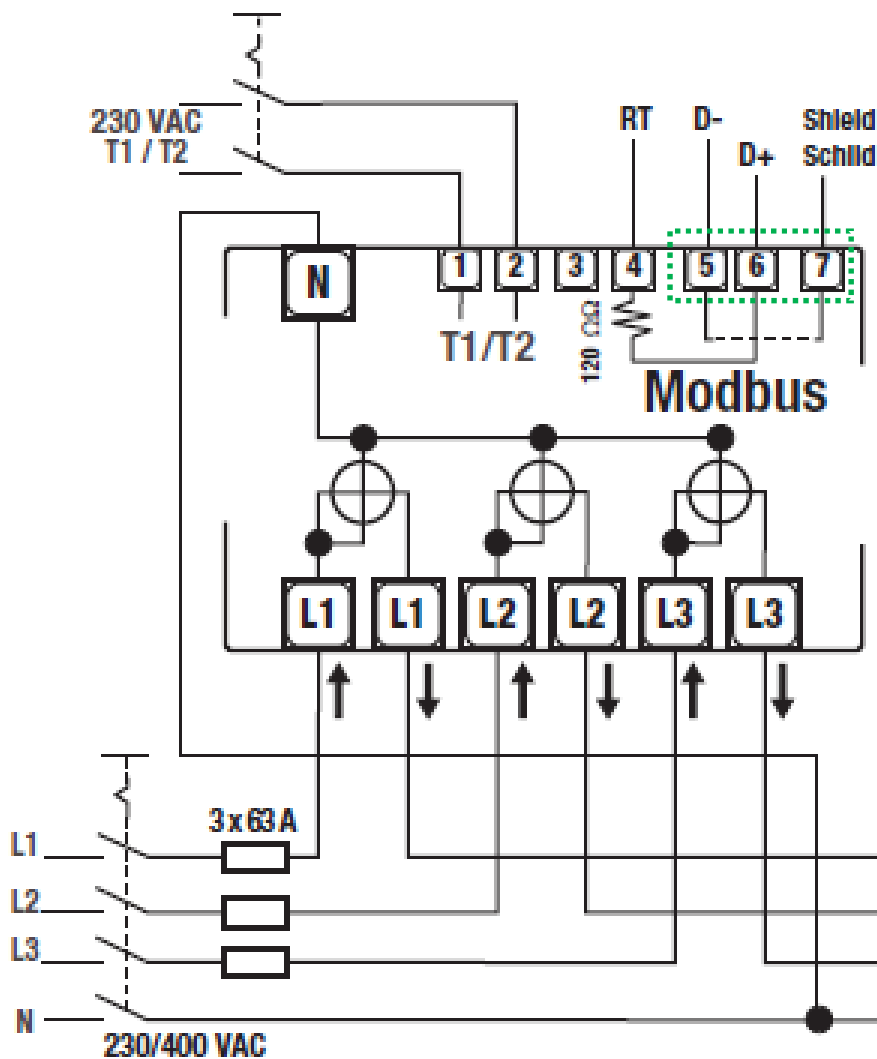 230 VAC
T1 / T2
RT
D-
D+
Shield
Schild
N
1
2
3
4
5
6
7
T1/T2
120 ΩΩ
Modbus
L1
L1
L2
L2
L3
L3
3 x 63 A
L1
L2
L3
N
230/400 VAC